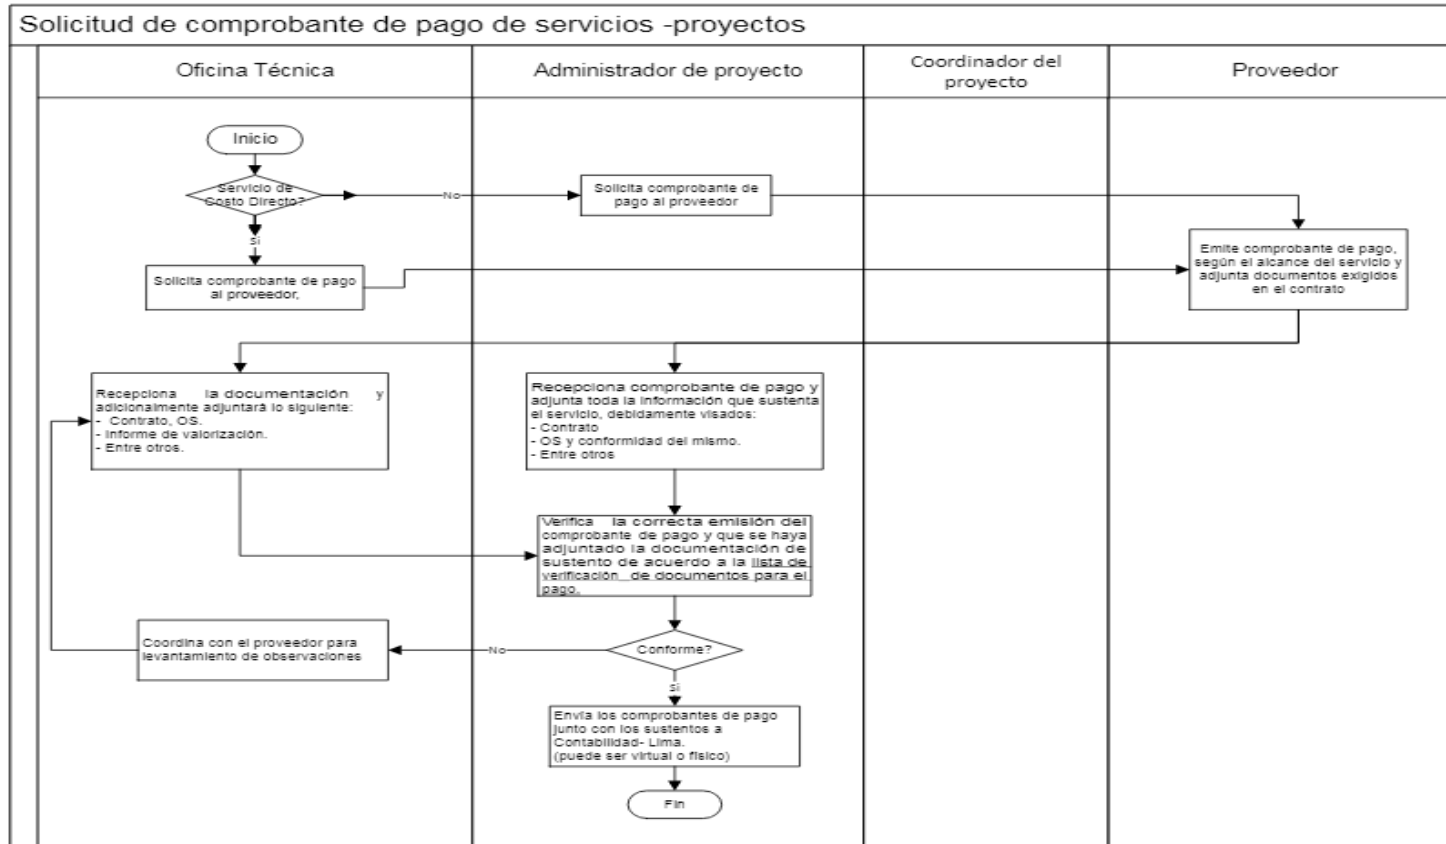 Solicitud de comprobante de pago de servicios -proyectos
Oficina Técnica
Administrador de proyecto
Coordinador del
proyecto
Proveedor
Inicio
Servicio de
Costo Directo?
No
Solicita comprobante de
pago al proveedor
Si
Solicita comprobante de pago
al proveedor,
Emite comprobante de pago,
según el alcance del servicio y
adjunta documentos exigidos
en el contrato
Recepciona la documentación y
adicionalmente adjuntará lo siguiente:
- Contrato, OS.
- Informe de valorización.
- Entre otros.
Recepciona comprobante de pago y
adjunta toda la información que sustenta
el servicio, debidamente visados:
- Contrato
- OS y conformidad del mismo.
- Entre otros
Verifica la correcta emisión del
comprobante de pago y que se haya
adjuntado la documentación de
sustento de acuerdo a la lista de
verificación de documentos para el
pago.
Coordina con el proveedor para
levantamiento de observaciones
No
Conforme?
Si
Envía los comprobantes de pago
junto con los sustentos a
Contabilidad- Lima.
(puede ser virtual o físico)
Fin